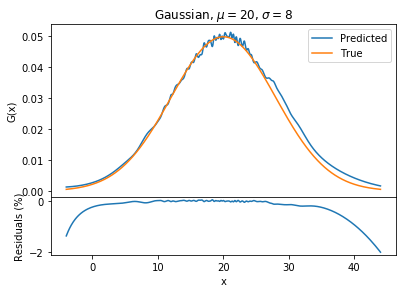 Gaussian, μ = 20, σ = 8
Predicted
True
G(x)
0.05
0.04
0.03
0.02
0.01
0.00
Residuals (%)
0
−2
0
10
20
30
40
x